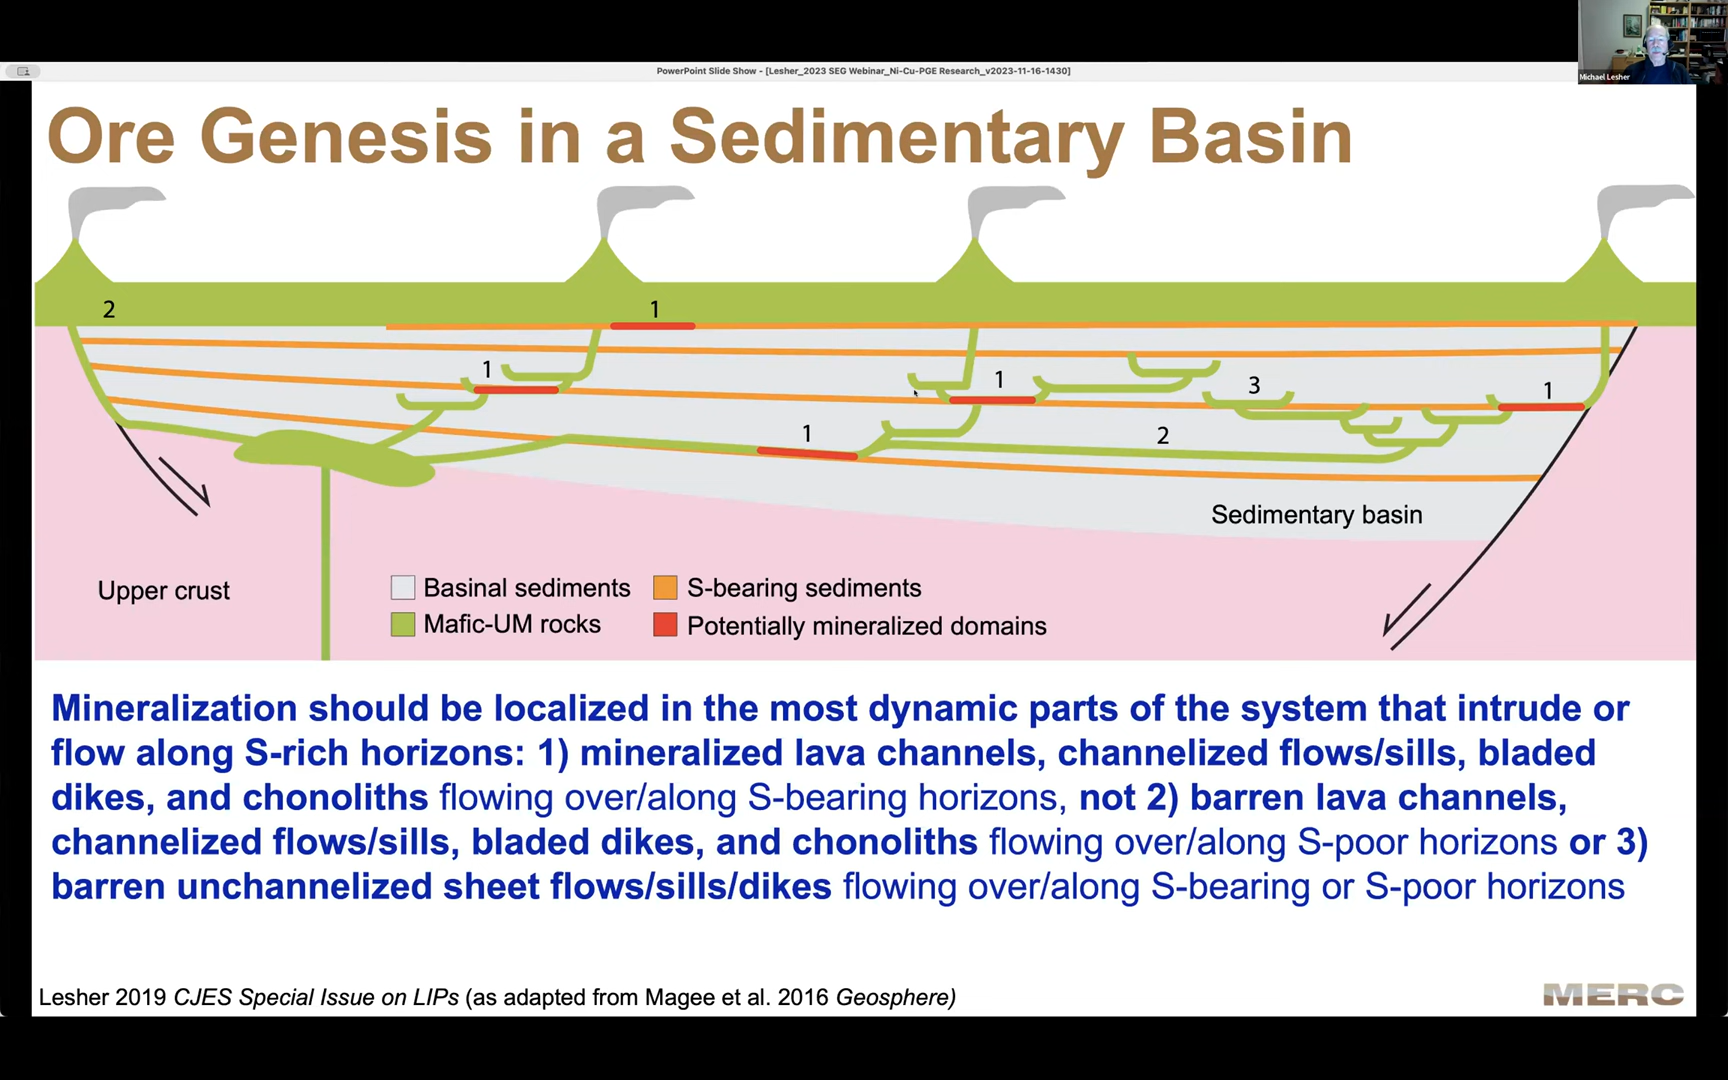 PowerPoint Slide Show - [Lesher_2023 SEG Webinar_Ni-Cu-PGE Research_v2023-11-16-1430]
Michael Lesher
Ore Genesis in a Sedimentary Basin
2
1
1
1
3
1
1
2
Sedimentary basin
Upper crust
Basinal sediments
S-bearing sediments
Mafic-UM rocks
Potentially mineralized domains
Mineralization should be localized in the most dynamic parts of the system that intrude or
flow along S-rich horizons: 1) mineralized lava channels, channelized flows/sills, bladed
dikes, and chonoliths flowing over/along S-bearing horizons, not 2) barren lava channels,
channelized flows/sills, bladed dikes, and chonoliths flowing over/along S-poor horizons or 3)
barren unchannelized sheet flows/sills/dikes flowing over/along S-bearing or S-poor horizons
Lesher 2019 CJES Special Issue on LIPs (as adapted from Magee et al. 2016 Geosphere)
MERC